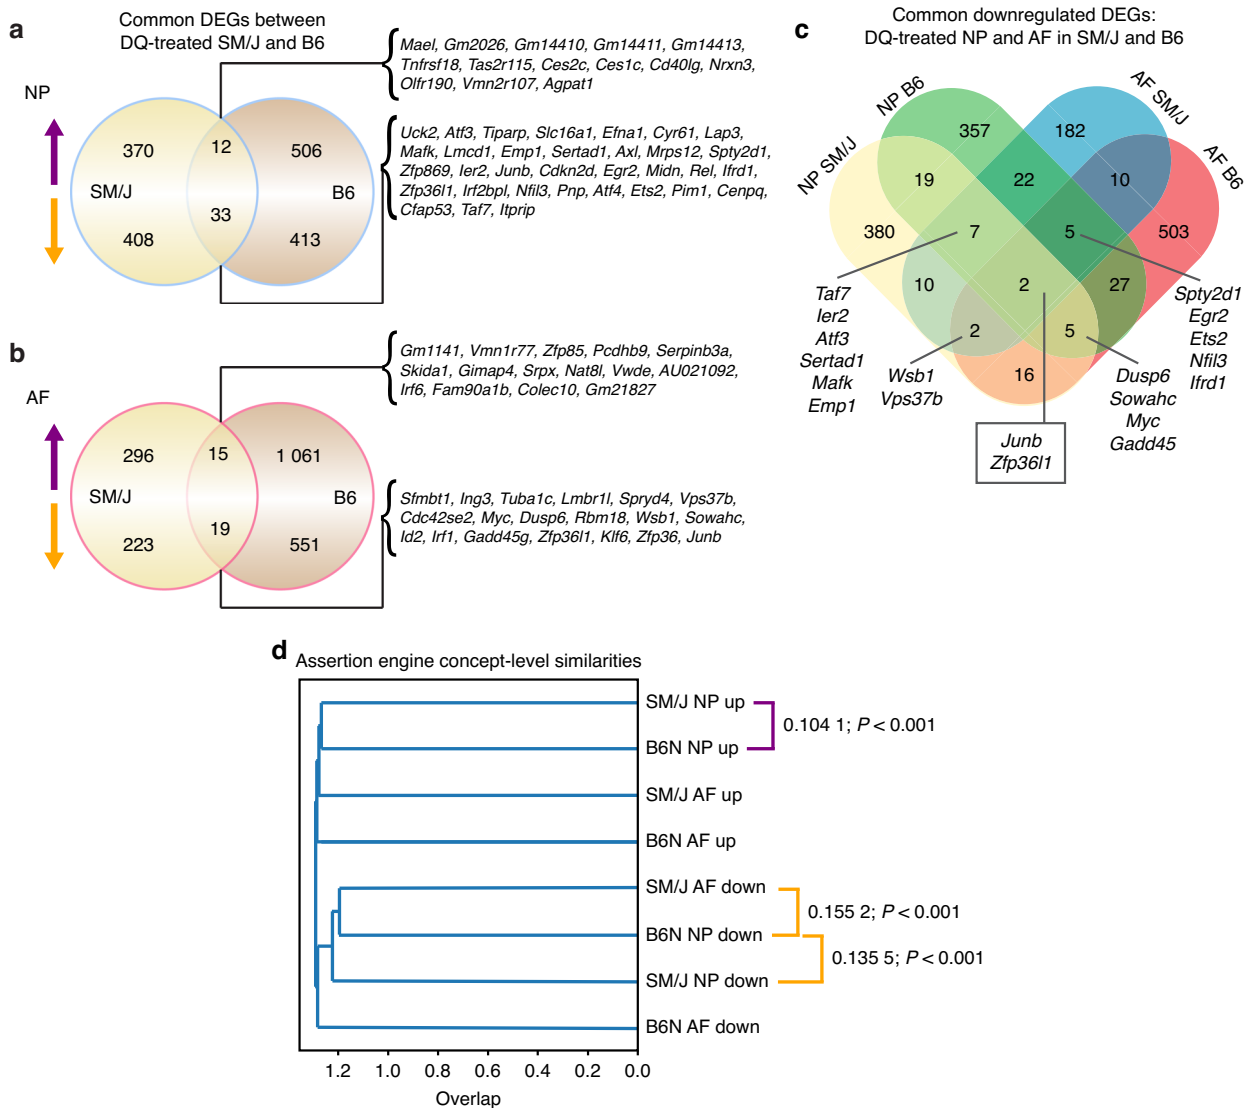 a
Common DEGs between
DQ-treated SM/J and B6
NP
370
12
506
SM/J
B6
33
408
413
Mael, Gm2026, Gm14410, Gm14411, Gm14413,
Tnfrsf18, Tas2r115, Ces2c, Ces1c, Cd40lg, Nrxn3,
Olfr190, Vmn2r107, Agpat1
Uck2, Atf3, Tiparp, Slc16a1, Efna1, Cyr61, Lap3,
Mafk, Lmcd1, Emp1, Sertad1, Axl, Mrps12, Spty2d1,
Zfp869, Ier2, Junb, Cdkn2d, Egr2, Midn, Rel, Ifrd1,
Zfp36l1, Irf2bpl, Nfil3, Pnp, Atf4, Ets2, Pim1, Cenpq,
Cfap53, Taf7, Itprip
b
AF
296
15
1 061
SM/J
B6
19
223
551
Gm1141, Vmn1r77, Zfp85, Pcdhb9, Serpinb3a,
Skida1, Gimap4, Srpx, Nat8l, Vwde, AU021092,
Irf6, Fam90a1b, Colec10, Gm21827
Sfmbt1, Ing3, Tuba1c, Lmbr1l, Spryd4, Vps37b,
Cdc42se2, Myc, Dusp6, Rbm18, Wsb1, Sowahc,
Id2, Irf1, Gadd45g, Zfp36l1, Klf6, Zfp36, Junb
c
Common downregulated DEGs:
DQ-treated NP and AF in SM/J and B6
NP SM/J
NP B6
AF SM/J
AF B6
357
182
19
22
10
380
7
5
503
10
2
27
2
5
16
Taf7
Ier2
Atf3
Sertad1
Mafk
Emp1
Wsb1
Vps37b
Junb
Zfp36l1
Dusp6
Sowahc
Myc
Gadd45
Spty2d1
Egr2
Ets2
Nfil3
Ifrd1
d
Assertion engine concept-level similarities
SM/J NP up
B6N NP up
SM/J AF up
B6N AF up
SM/J AF down
B6N NP down
SM/J NP down
B6N AF down
0.104 1; P < 0.001
0.155 2; P < 0.001
0.135 5; P < 0.001
1.2 1.0 0.8 0.6 0.4 0.2 0.0
Overlap